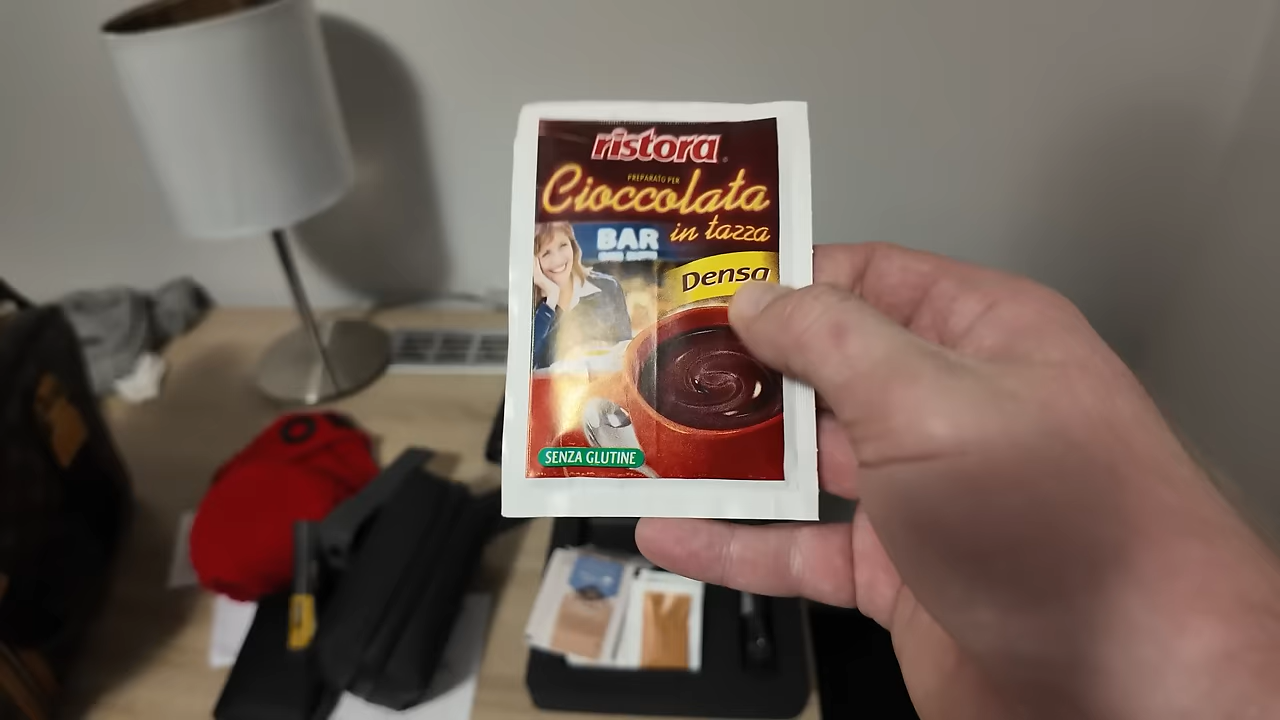 ristora
PREPARATO PER
Cioccolata
in tazza
BAR
Densa
SENZA GLUTINE